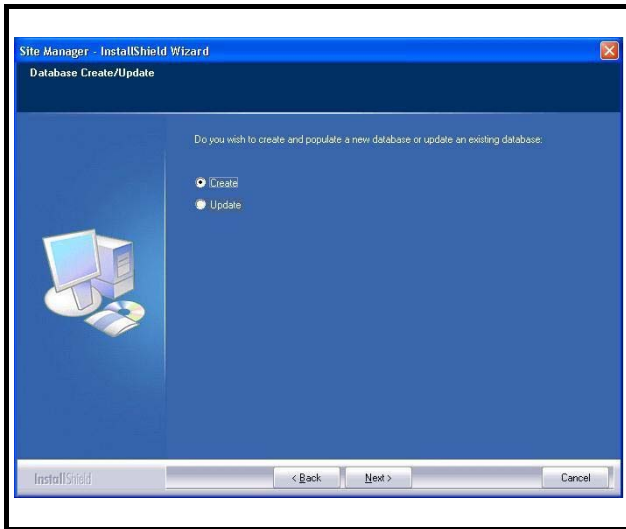 Site Manager - InstallShield Wizard
Database Create/Update
Do you wish to create and populate a new database or update an existing database:
Create
Update
InstallShield
< Back
Next >
Cancel